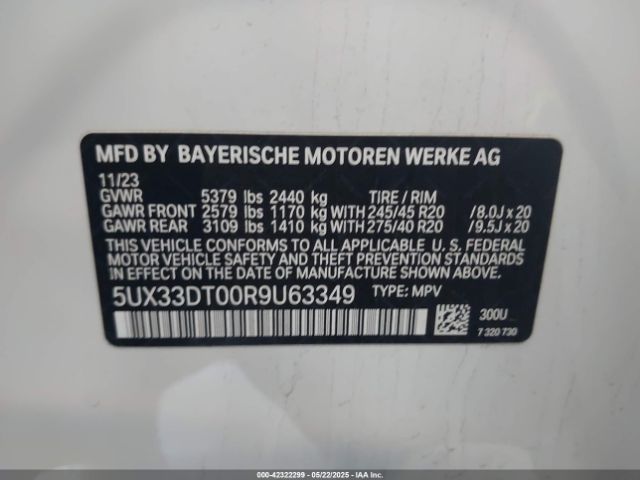 MFD BY BAYERISCHE MOTOREN WERKE AG
11/23
GVWR 5379 lbs 2440 kg TIRE / RIM
GAWR FRONT 2579 lbs 1170 kg WITH 245/45 R20 /8.0J x 20
GAWR REAR 3109 lbs 1410 kg WITH 275/40 R20 /9.5J x 20
THIS VEHICLE CONFORMS TO ALL APPLICABLE U. S. FEDERAL
MOTOR VEHICLE SAFETY AND THEFT PREVENTION STANDARDS IN
EFFECT ON THE DATE OF MANUFACTURE SHOWN ABOVE.
5UX33DT00R9U63349 TYPE: MPV
300U
7 320 730
000-42322299 - 05/22/2025 - IAAI.COM